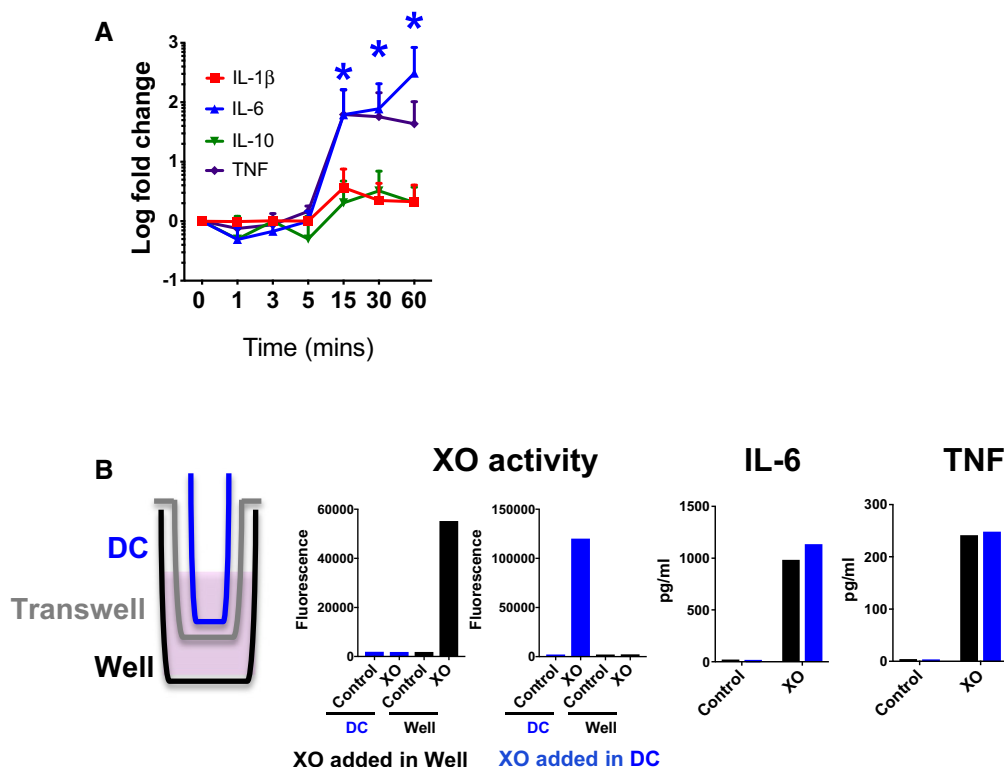 A
Log fold change
3
2
1
0
-1
IL-1β
IL-6
IL-10
TNF
* * *
0 1 3 5 15 30 60
Time (mins)
B
DC
Transwell
Well
XO activity
Fluorescence
60000
40000
20000
0
Control XO Control XO
DC Well
XO added in Well
Fluorescence
150000
100000
50000
0
Control XO Control XO
DC Well
XO added in DC
IL-6
pg/ml
1500
1000
500
0
Control XO
TNF
pg/ml
300
200
100
0
Control XO